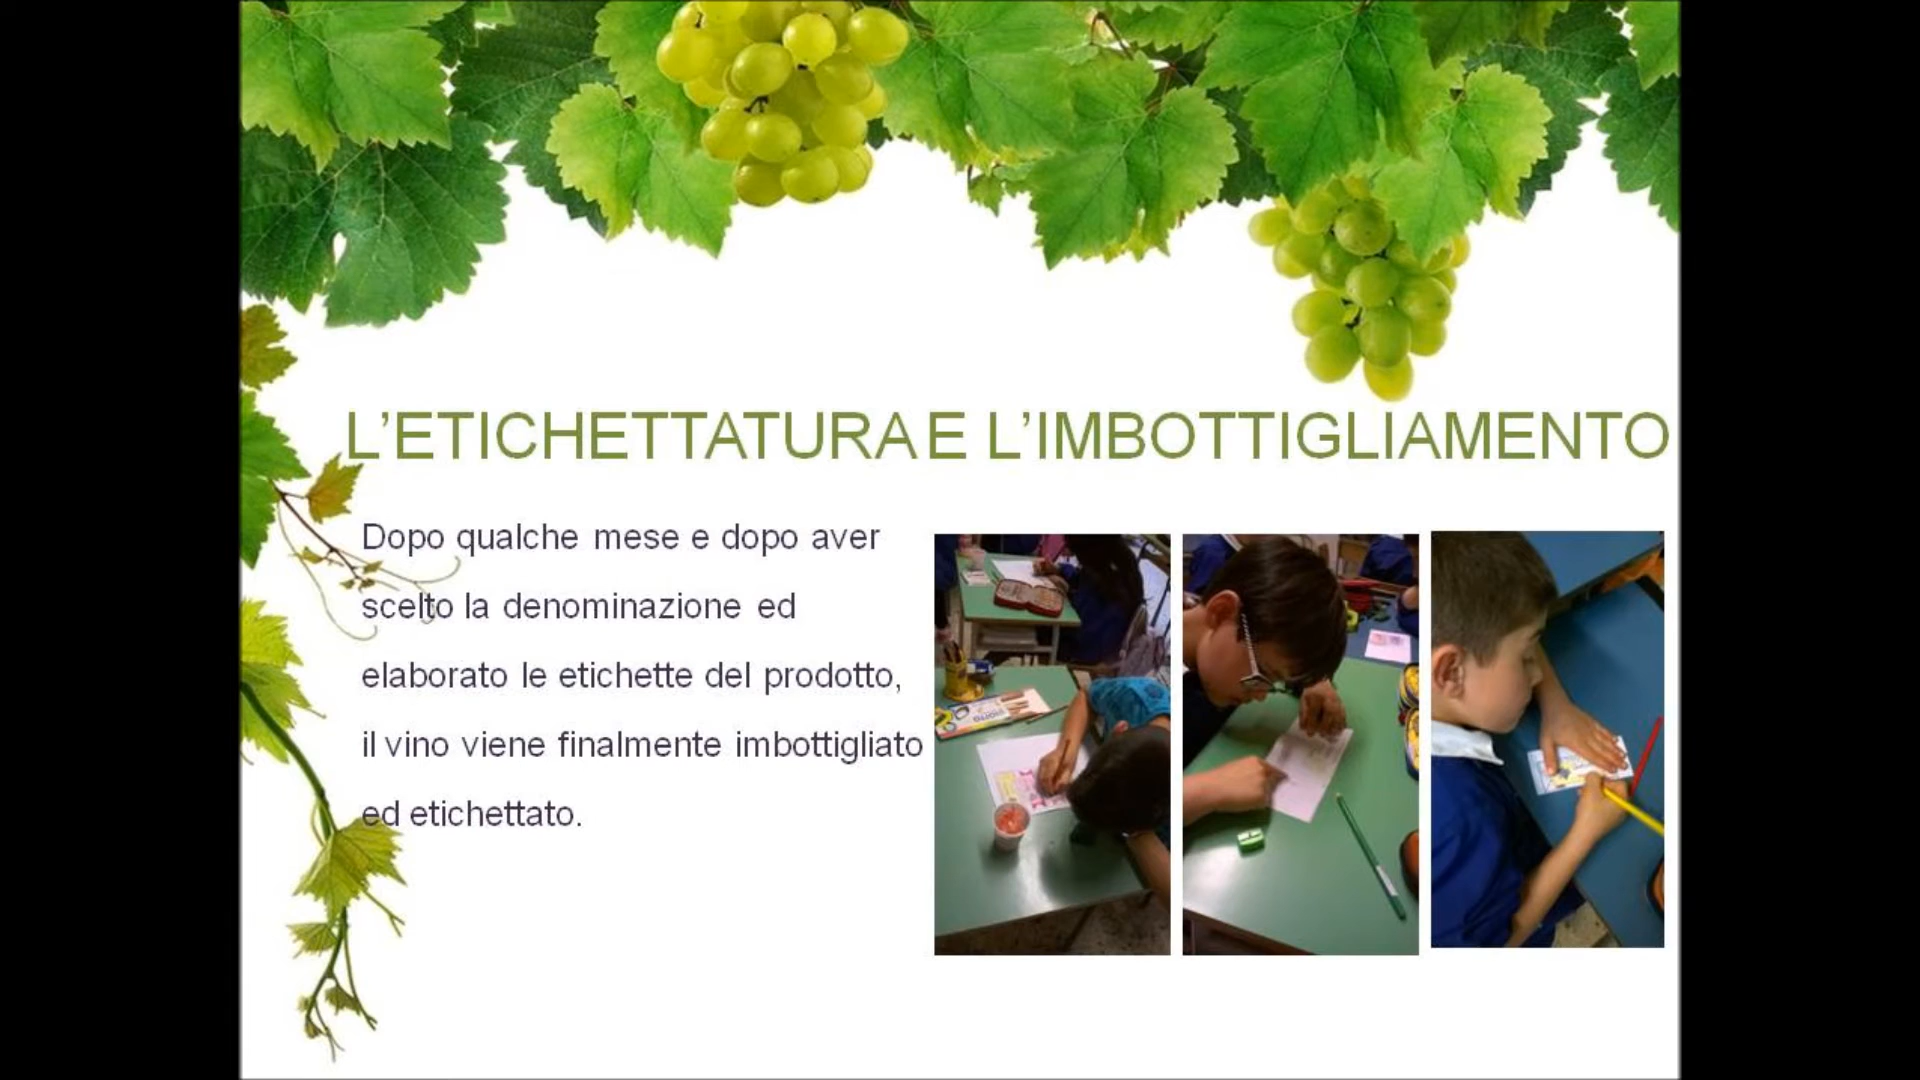 L’ETICHETTATURA E L’IMBOTTIGLIAMENTO
Dopo qualche mese e dopo aver
scelto la denominazione ed
elaborato le etichette del prodotto,
il vino viene finalmente imbottigliato
ed etichettato.
GIOTTO